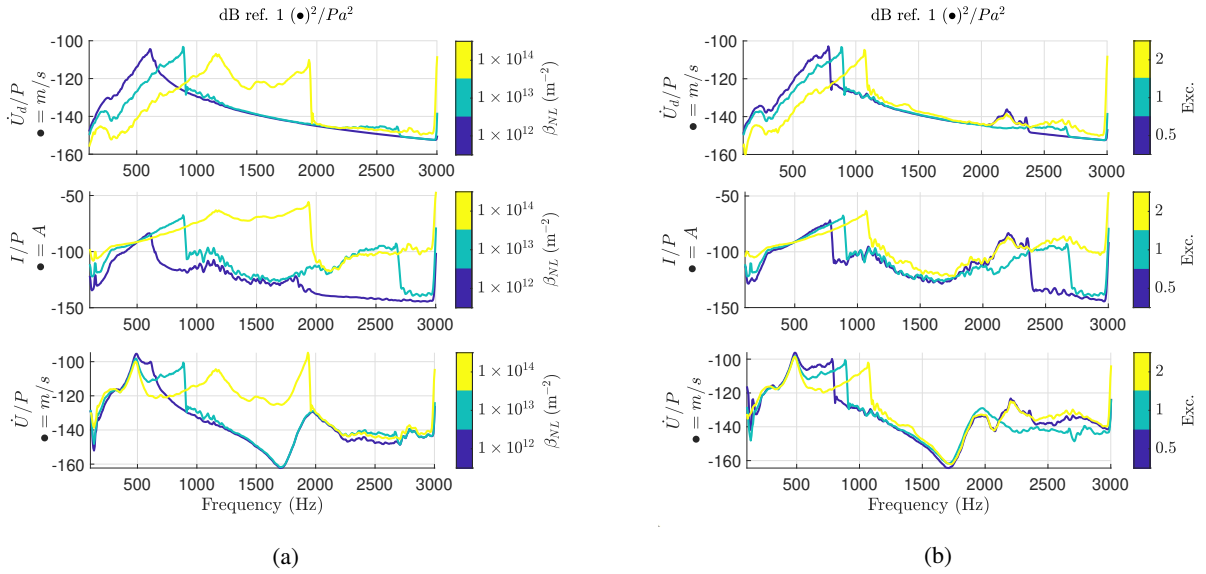 dB ref. 1 (●)²/Pa²
-100
-120
-140
-160
U̇_d/P
● = m/s
500 1000 1500 2000 2500 3000
1 × 10¹⁴
1 × 10¹³
1 × 10¹²
β_NL (m⁻²)
-50
-100
-150
I/P
● = A
500 1000 1500 2000 2500 3000
1 × 10¹⁴
1 × 10¹³
1 × 10¹²
β_NL (m⁻²)
-100
-120
-140
-160
U̇/P
● = m/s
500 1000 1500 2000 2500 3000
Frequency (Hz)
1 × 10¹⁴
1 × 10¹³
1 × 10¹²
β_NL (m⁻²)
(a)
dB ref. 1 (●)²/Pa²
-100
-120
-140
-160
U̇_d/P
● = m/s
500 1000 1500 2000 2500 3000
2
1
0.5
Exc.
-50
-100
-150
I/P
● = A
500 1000 1500 2000 2500 3000
2
1
0.5
Exc.
-100
-120
-140
-160
U̇/P
● = m/s
500 1000 1500 2000 2500 3000
Frequency (Hz)
2
1
0.5
Exc.
(b)